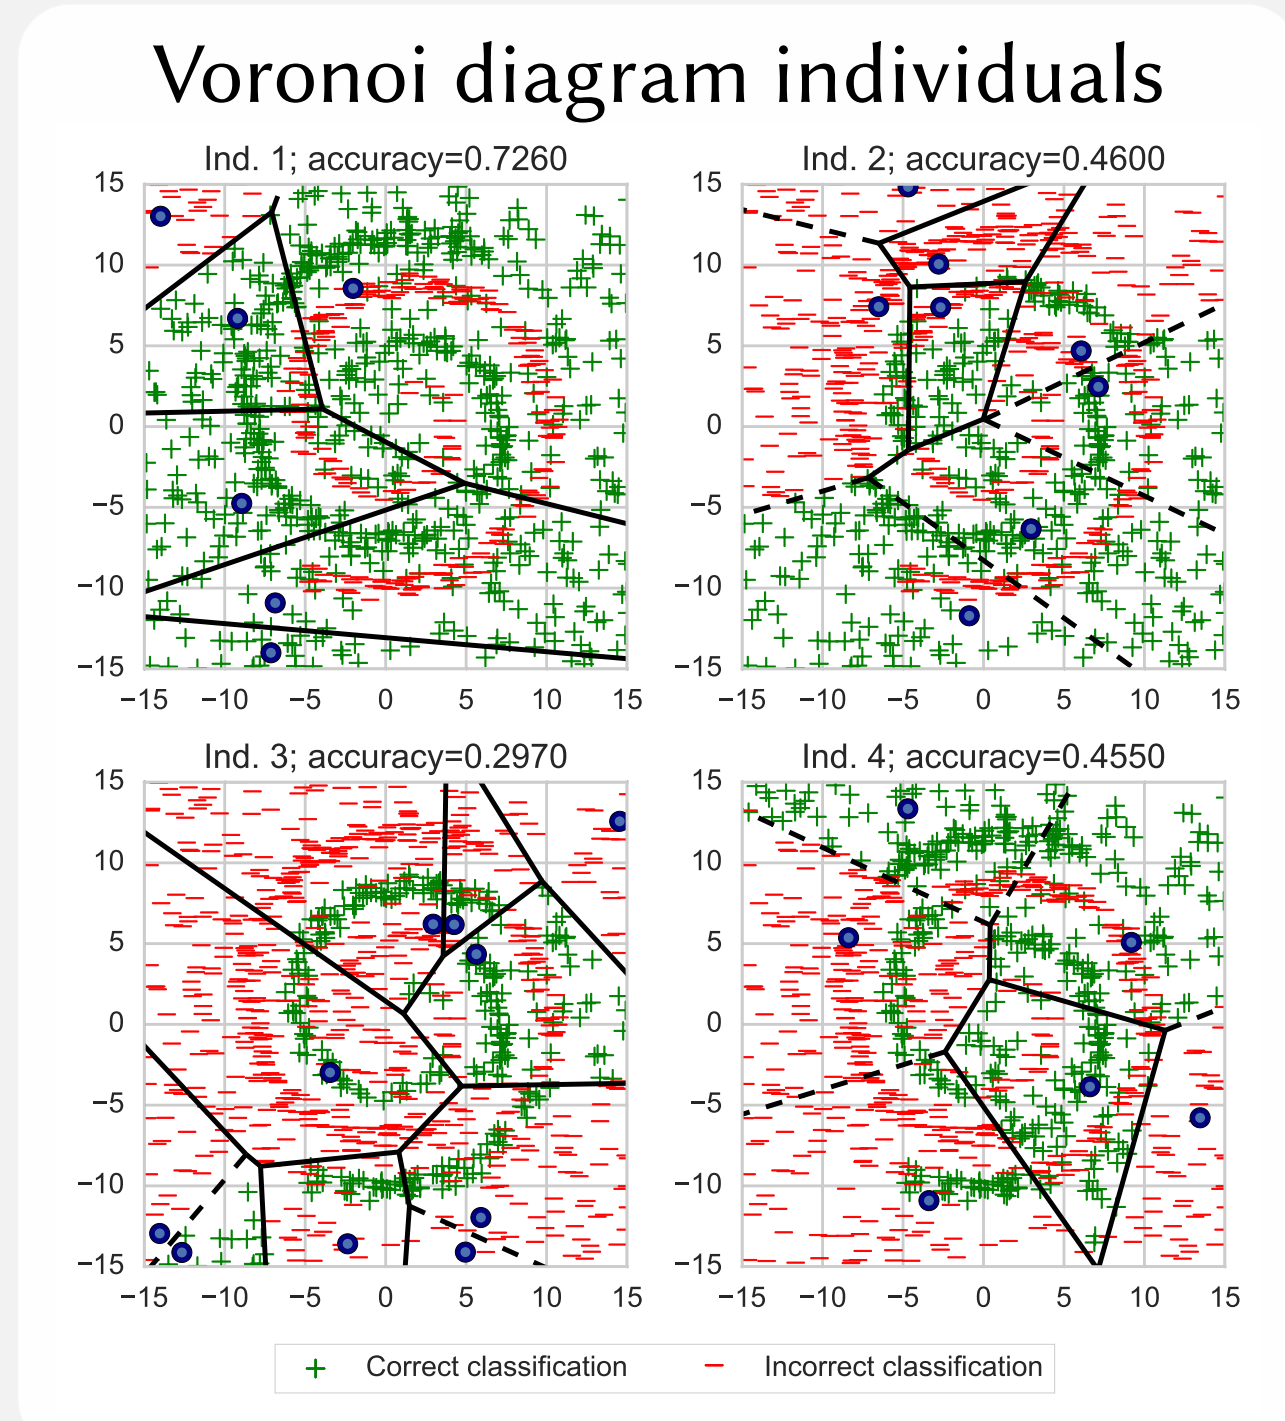 Voronoi diagram individuals
Ind. 1; accuracy=0.7260
Ind. 2; accuracy=0.4600
15
10
5
0
−5
−10
−15
−15 −10 −5 0 5 10 15
15
10
5
0
−5
−10
−15
−15 −10 −5 0 5 10 15
Ind. 3; accuracy=0.2970
Ind. 4; accuracy=0.4550
15
10
5
0
−5
−10
−15
−15 −10 −5 0 5 10 15
15
10
5
0
−5
−10
−15
−15 −10 −5 0 5 10 15
Correct classification
Incorrect classification